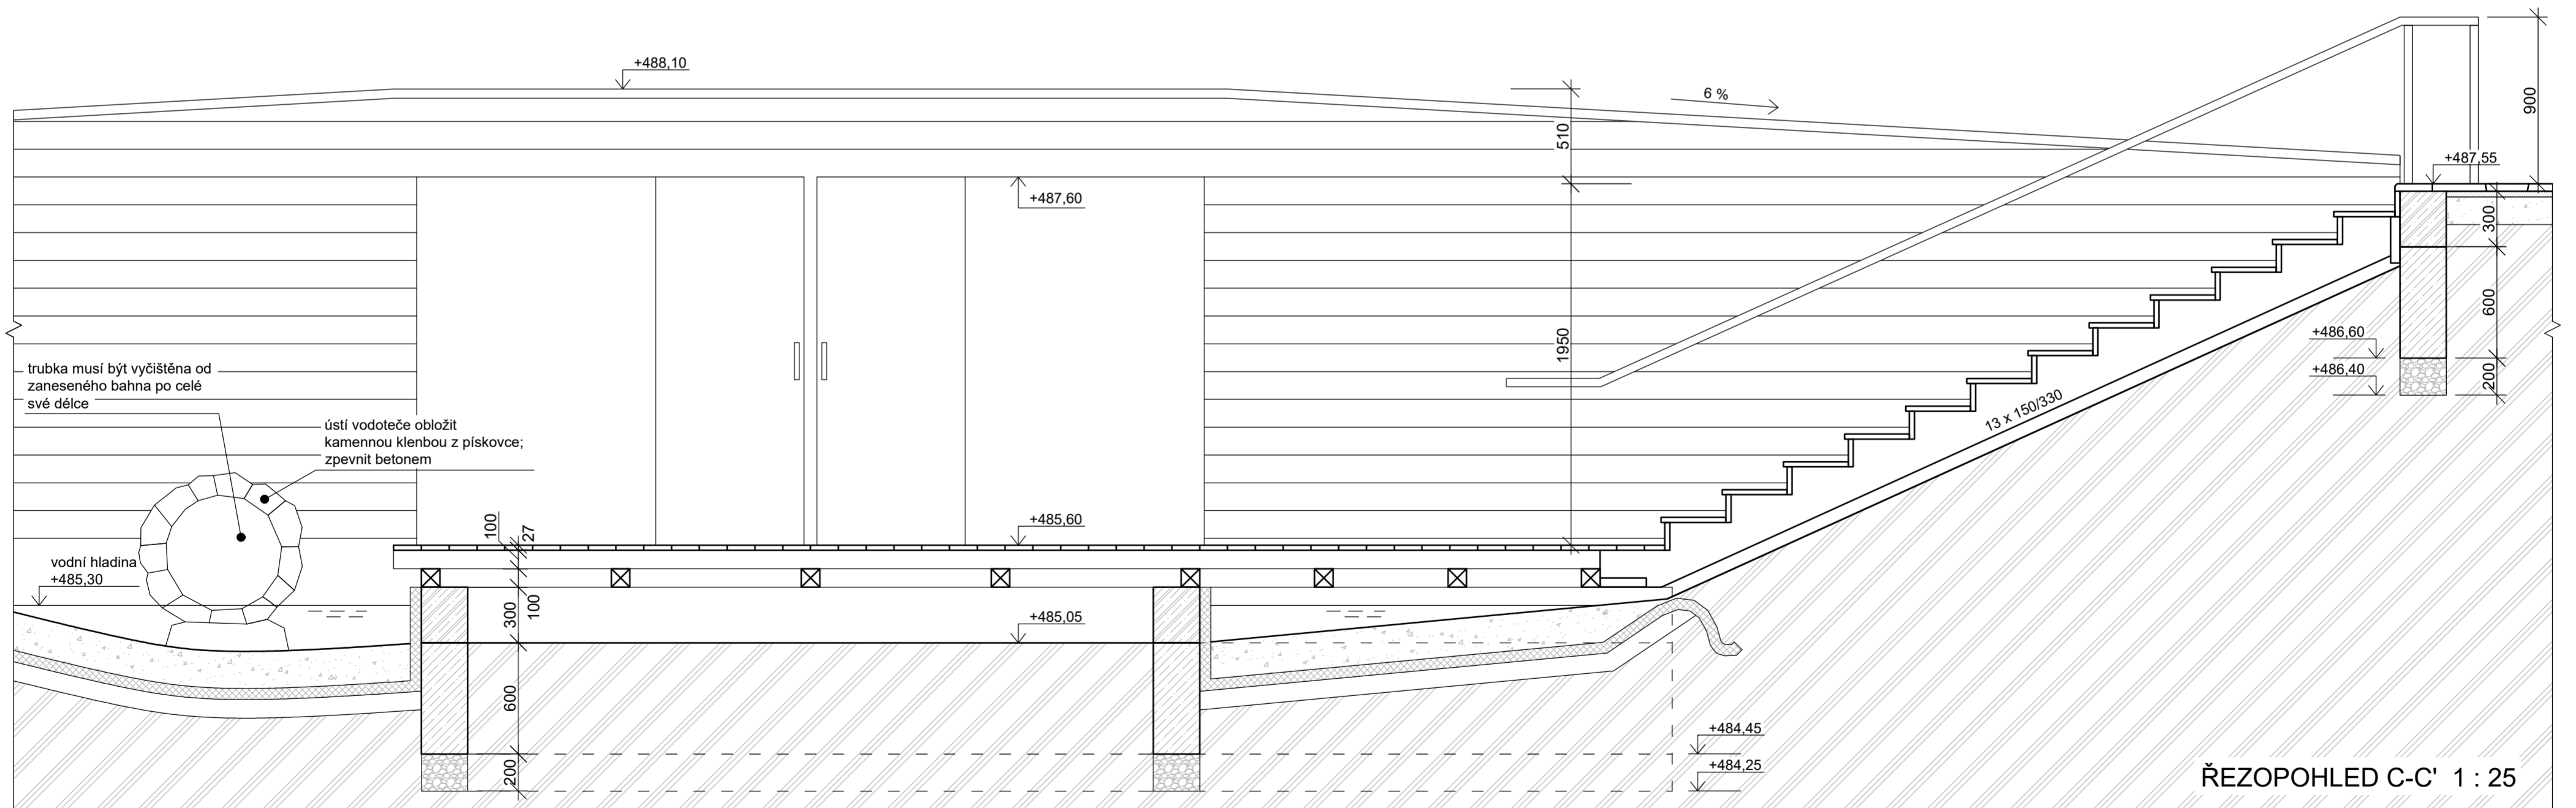 +488,10
6 %
900
510
+487,55
+487,60
300
600
1950
+486,60
+486,40
200
trubka musí být vyčištěna od
zaneseného bahna po celé
své délce
13 x 150/330
ústí vodoteče obložit
kamennou klenbou z pískovce;
zpevnit betonem
100
27
+485,60
vodní hladina
+485,30
300
100
+485,05
600
+484,45
200
+484,25
ŘEZOPOHLED C-C' 1 : 25